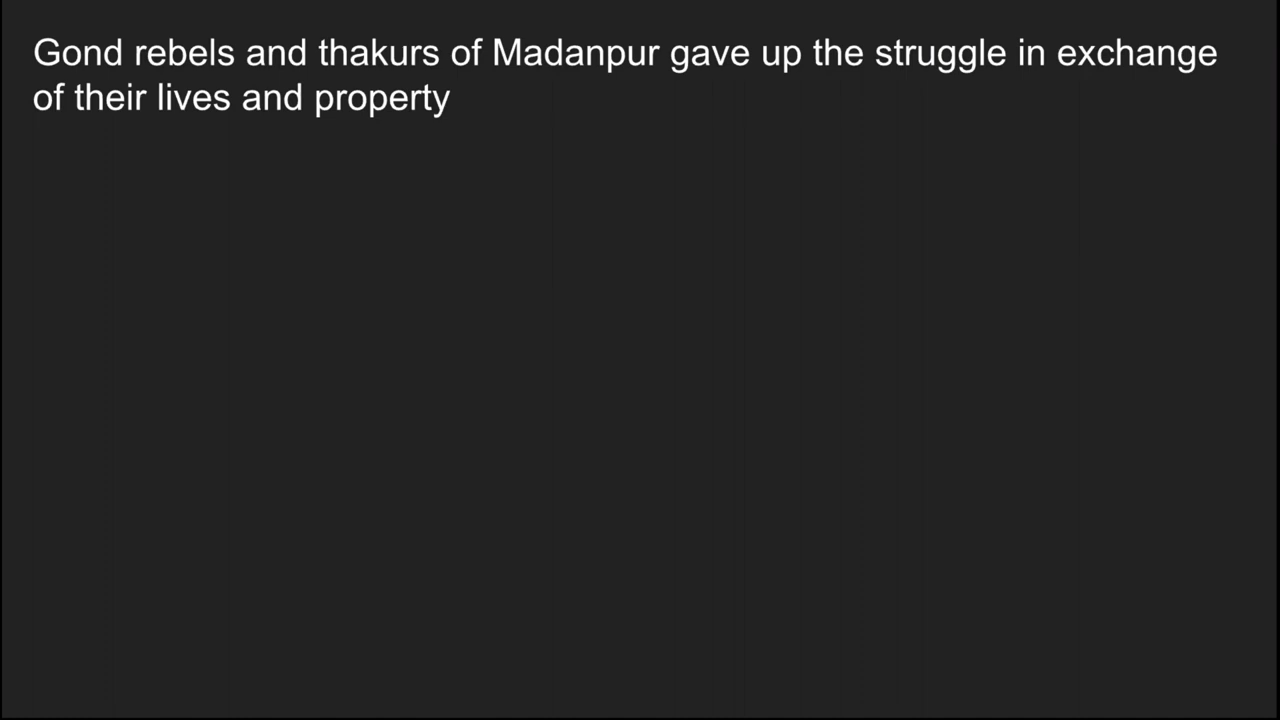 Gond rebels and thakurs of Madanpur gave up the struggle in exchange
of their lives and property